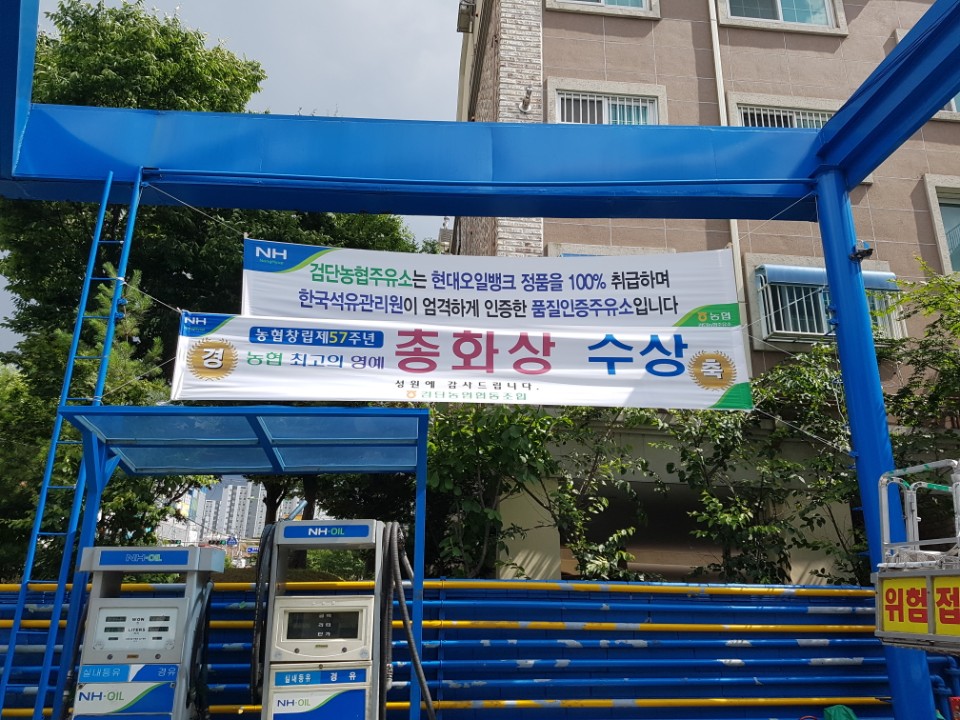 NH
검단농협주유소는 현대오일뱅크 정품을 100% 취급하며
한국석유관리원이 엄격하게 인증한 품질인증주유소입니다
농협
NH
농협창립제57주년
경 농협 최고의 영예 총화상 수상 축
성원에 감사드립니다.
검단농업협동조합
NH-OIL
NH-OIL
WON
LITERS
실내등유 경유
실내등유 경유
NH-OIL
NH-OIL
위험 접